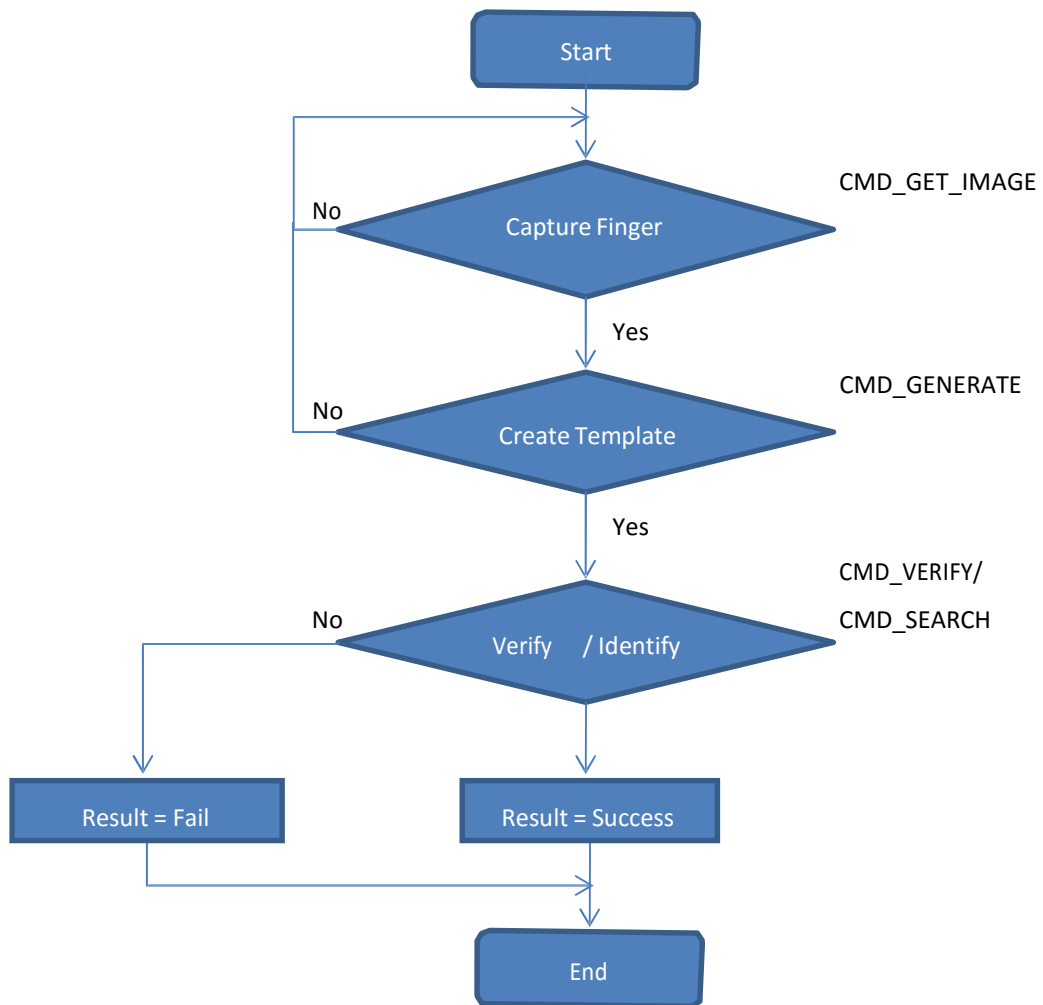 Start
CMD_GET_IMAGE
No
Capture Finger
Yes
CMD_GENERATE
No
Create Template
Yes
CMD_VERIFY/
No
CMD_SEARCH
Verify / Identify
Result = Fail
Result = Success
End